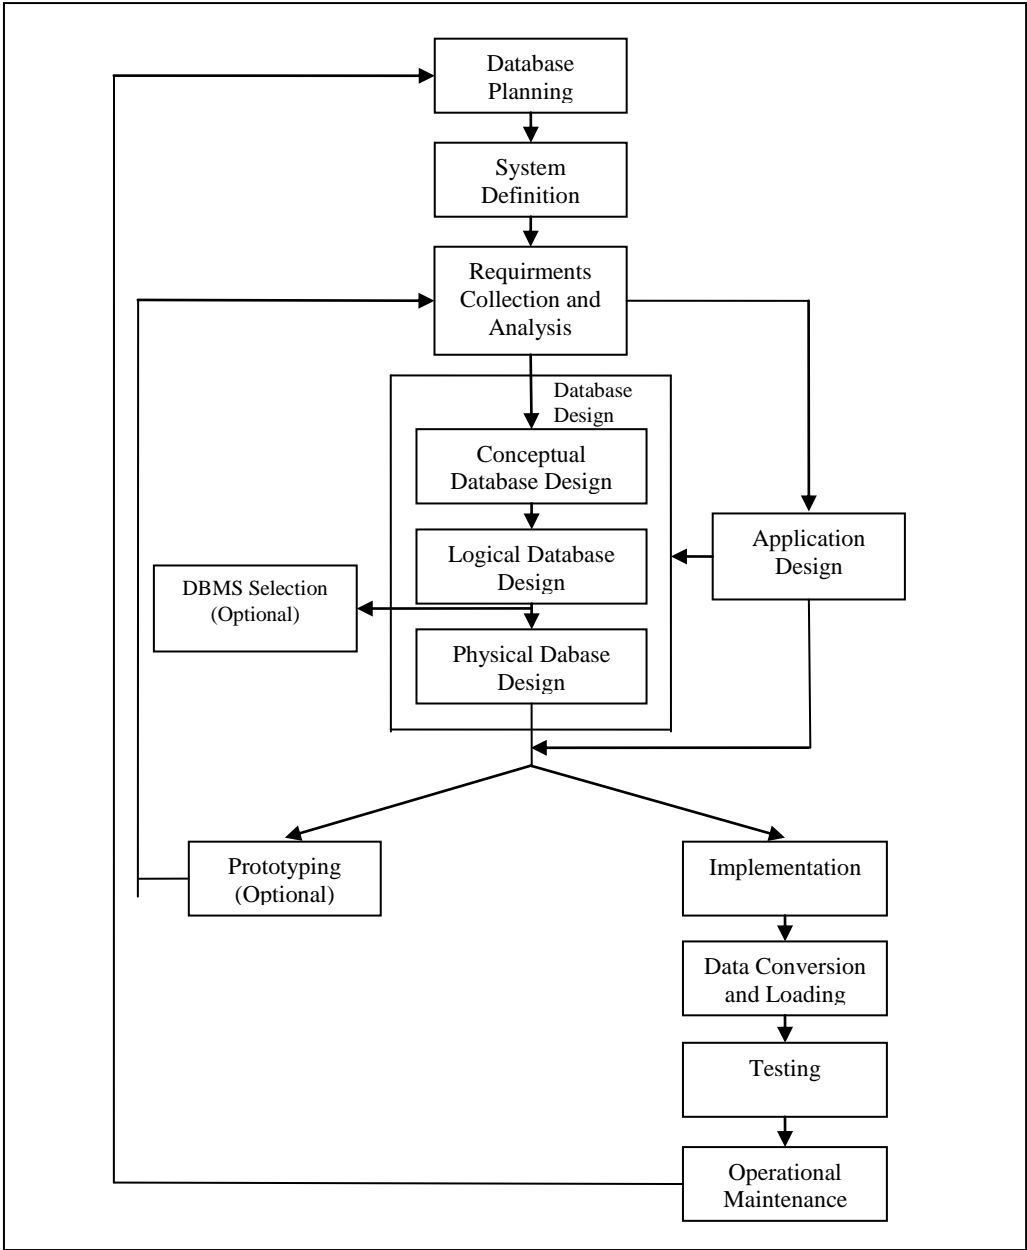 Database
Planning
System
Definition
Requirments
Collection and
Analysis
Database
Design
Conceptual
Database Design
Logical Database
Design
Application
Design
DBMS Selection
(Optional)
Physical Dabase
Design
Prototyping
(Optional)
Implementation
Data Conversion
and Loading
Testing
Operational
Maintenance